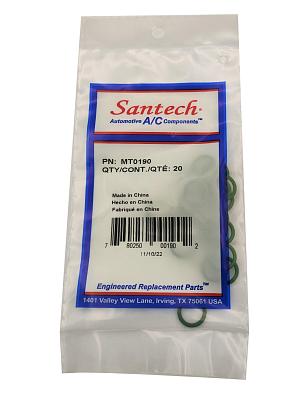 Santech®
Automotive A/C Components™
PN: MT0190
QTY/CONT./QTÉ: 20
Made in China
Hecho en China
Fabriqué en Chine
7 80250 00190 2
11/10/22
Engineered Replacement Parts™
1401 Valley View Lane, Irving, TX 75061 USA